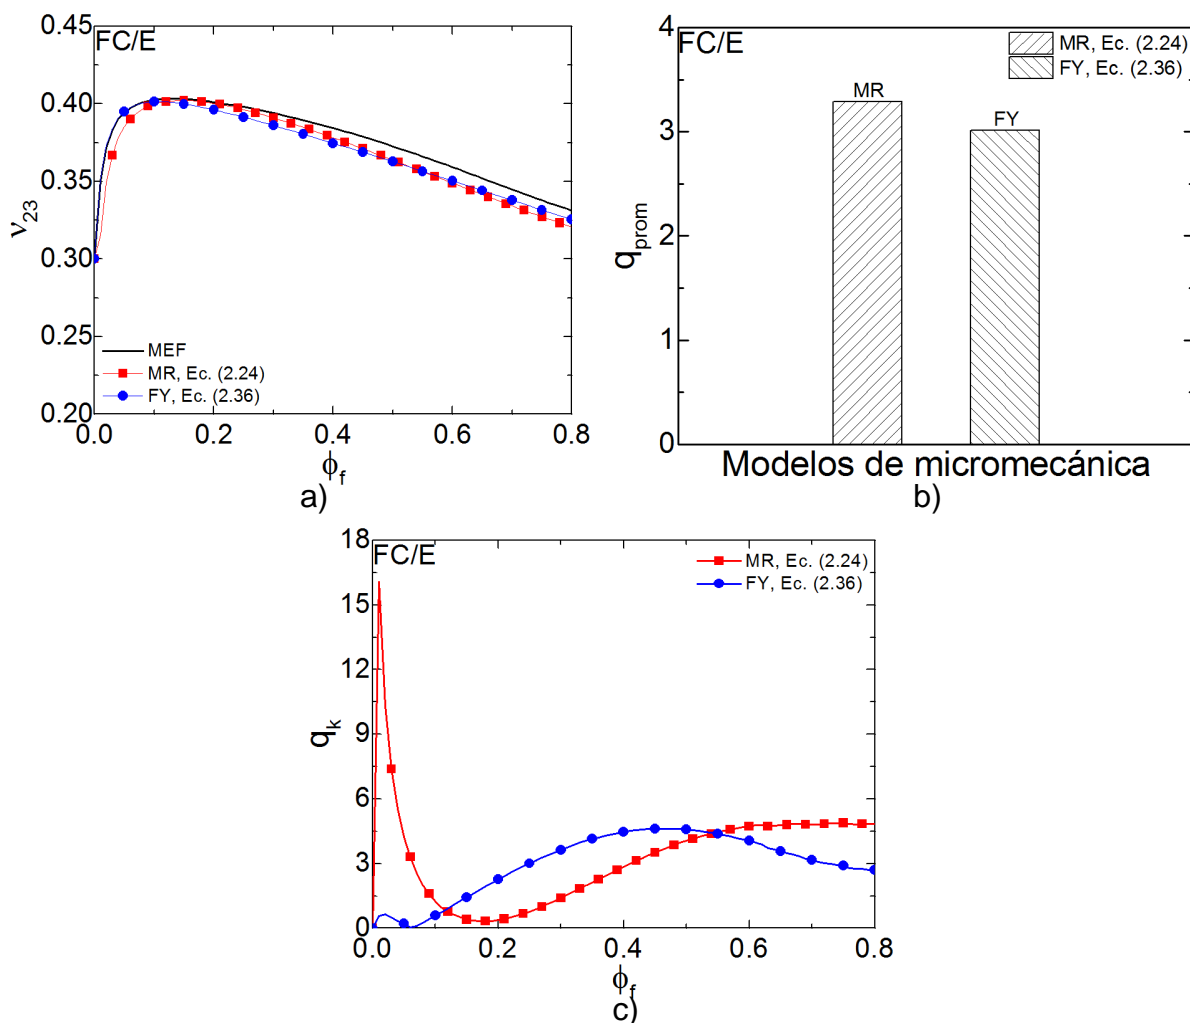 FC/E
0.45
0.40
0.35
0.30
0.25
0.20
ν23
MEF
MR, Ec. (2.24)
FY, Ec. (2.36)
0.0 0.2 0.4 0.6 0.8
ϕf
a)
FC/E
4
3
2
1
0
qprom
MR, Ec. (2.24)
FY, Ec. (2.36)
MR
FY
Modelos de micromecánica
b)
FC/E
18
15
12
9
6
3
0
qk
MR, Ec. (2.24)
FY, Ec. (2.36)
0.0 0.2 0.4 0.6 0.8
ϕf
c)